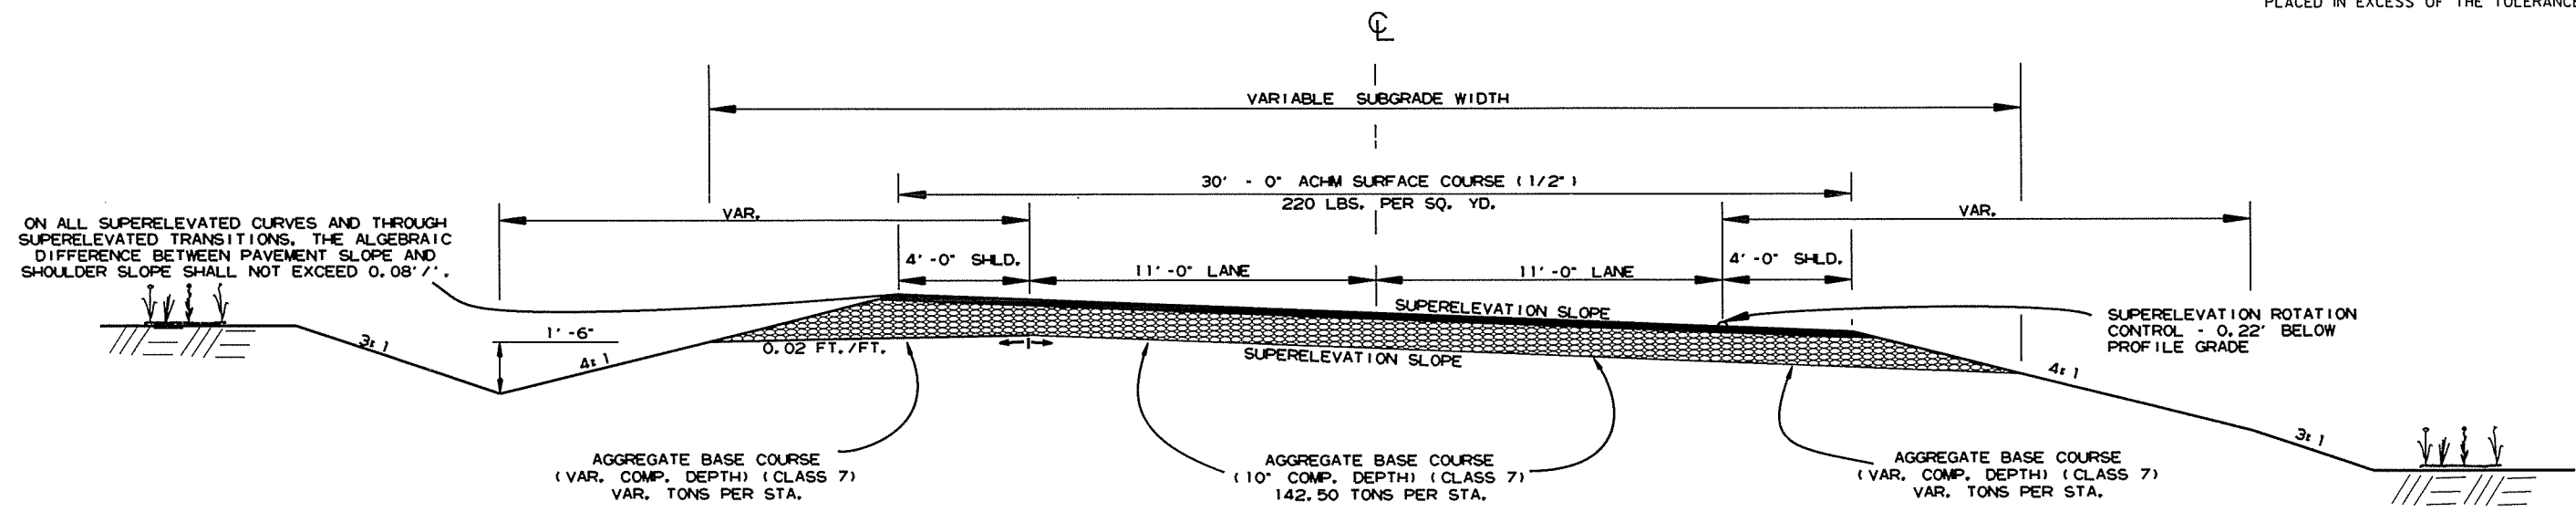 PLACED IN EXCESS OF THE TOLERANCE
℄
VARIABLE SUBGRADE WIDTH
30' - 0" ACHM SURFACE COURSE (1/2")
220 LBS. PER SQ. YD.
VAR.
VAR.
ON ALL SUPERELEVATED CURVES AND THROUGH
SUPERELEVATED TRANSITIONS, THE ALGEBRAIC
DIFFERENCE BETWEEN PAVEMENT SLOPE AND
SHOULDER SLOPE SHALL NOT EXCEED 0.08'/'.
4'-0" SHLD.
11'-0" LANE
11'-0" LANE
4'-0" SHLD.
SUPERELEVATION SLOPE
SUPERELEVATION ROTATION
CONTROL - 0.22' BELOW
PROFILE GRADE
3:1
1'-6"
4:1
0.02 FT./FT.
SUPERELEVATION SLOPE
4:1
3:1
AGGREGATE BASE COURSE
(VAR. COMP. DEPTH) (CLASS 7)
VAR. TONS PER STA.
AGGREGATE BASE COURSE
(10" COMP. DEPTH) (CLASS 7)
142.50 TONS PER STA.
AGGREGATE BASE COURSE
(VAR. COMP. DEPTH) (CLASS 7)
VAR. TONS PER STA.